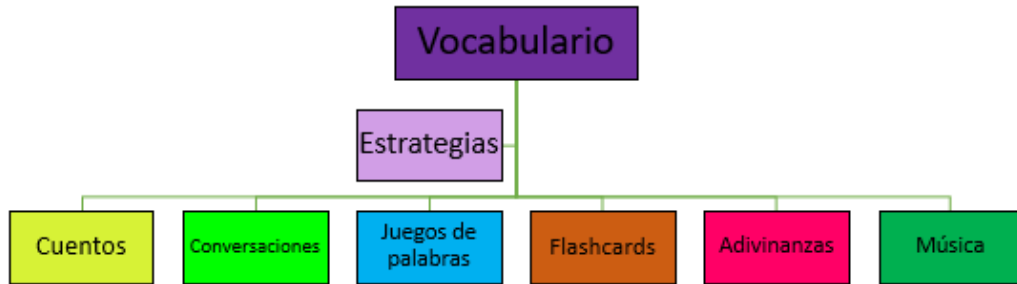 Vocabulario
Estrategias
Cuentos
Conversaciones
Juegos de
palabras
Flashcards
Adivinanzas
Música